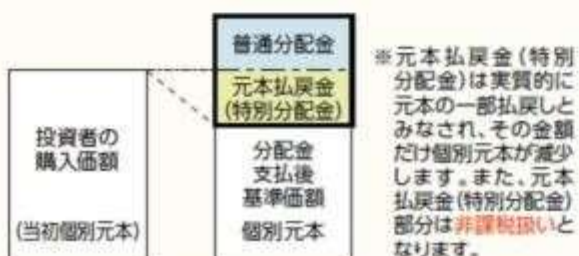 普通分配金
元本払戻金
(特別分配金)
投資者の
購入価額
(当初個別元本)
分配金
支払後
基準価額
個別元本
※元本払戻金(特別
分配金)は実質的に
元本の一部払戻しと
みなされ、その金額
だけ個別元本が減少
します。また、元本
払戻金(特別分配金)
部分は非課税扱いと
なります。